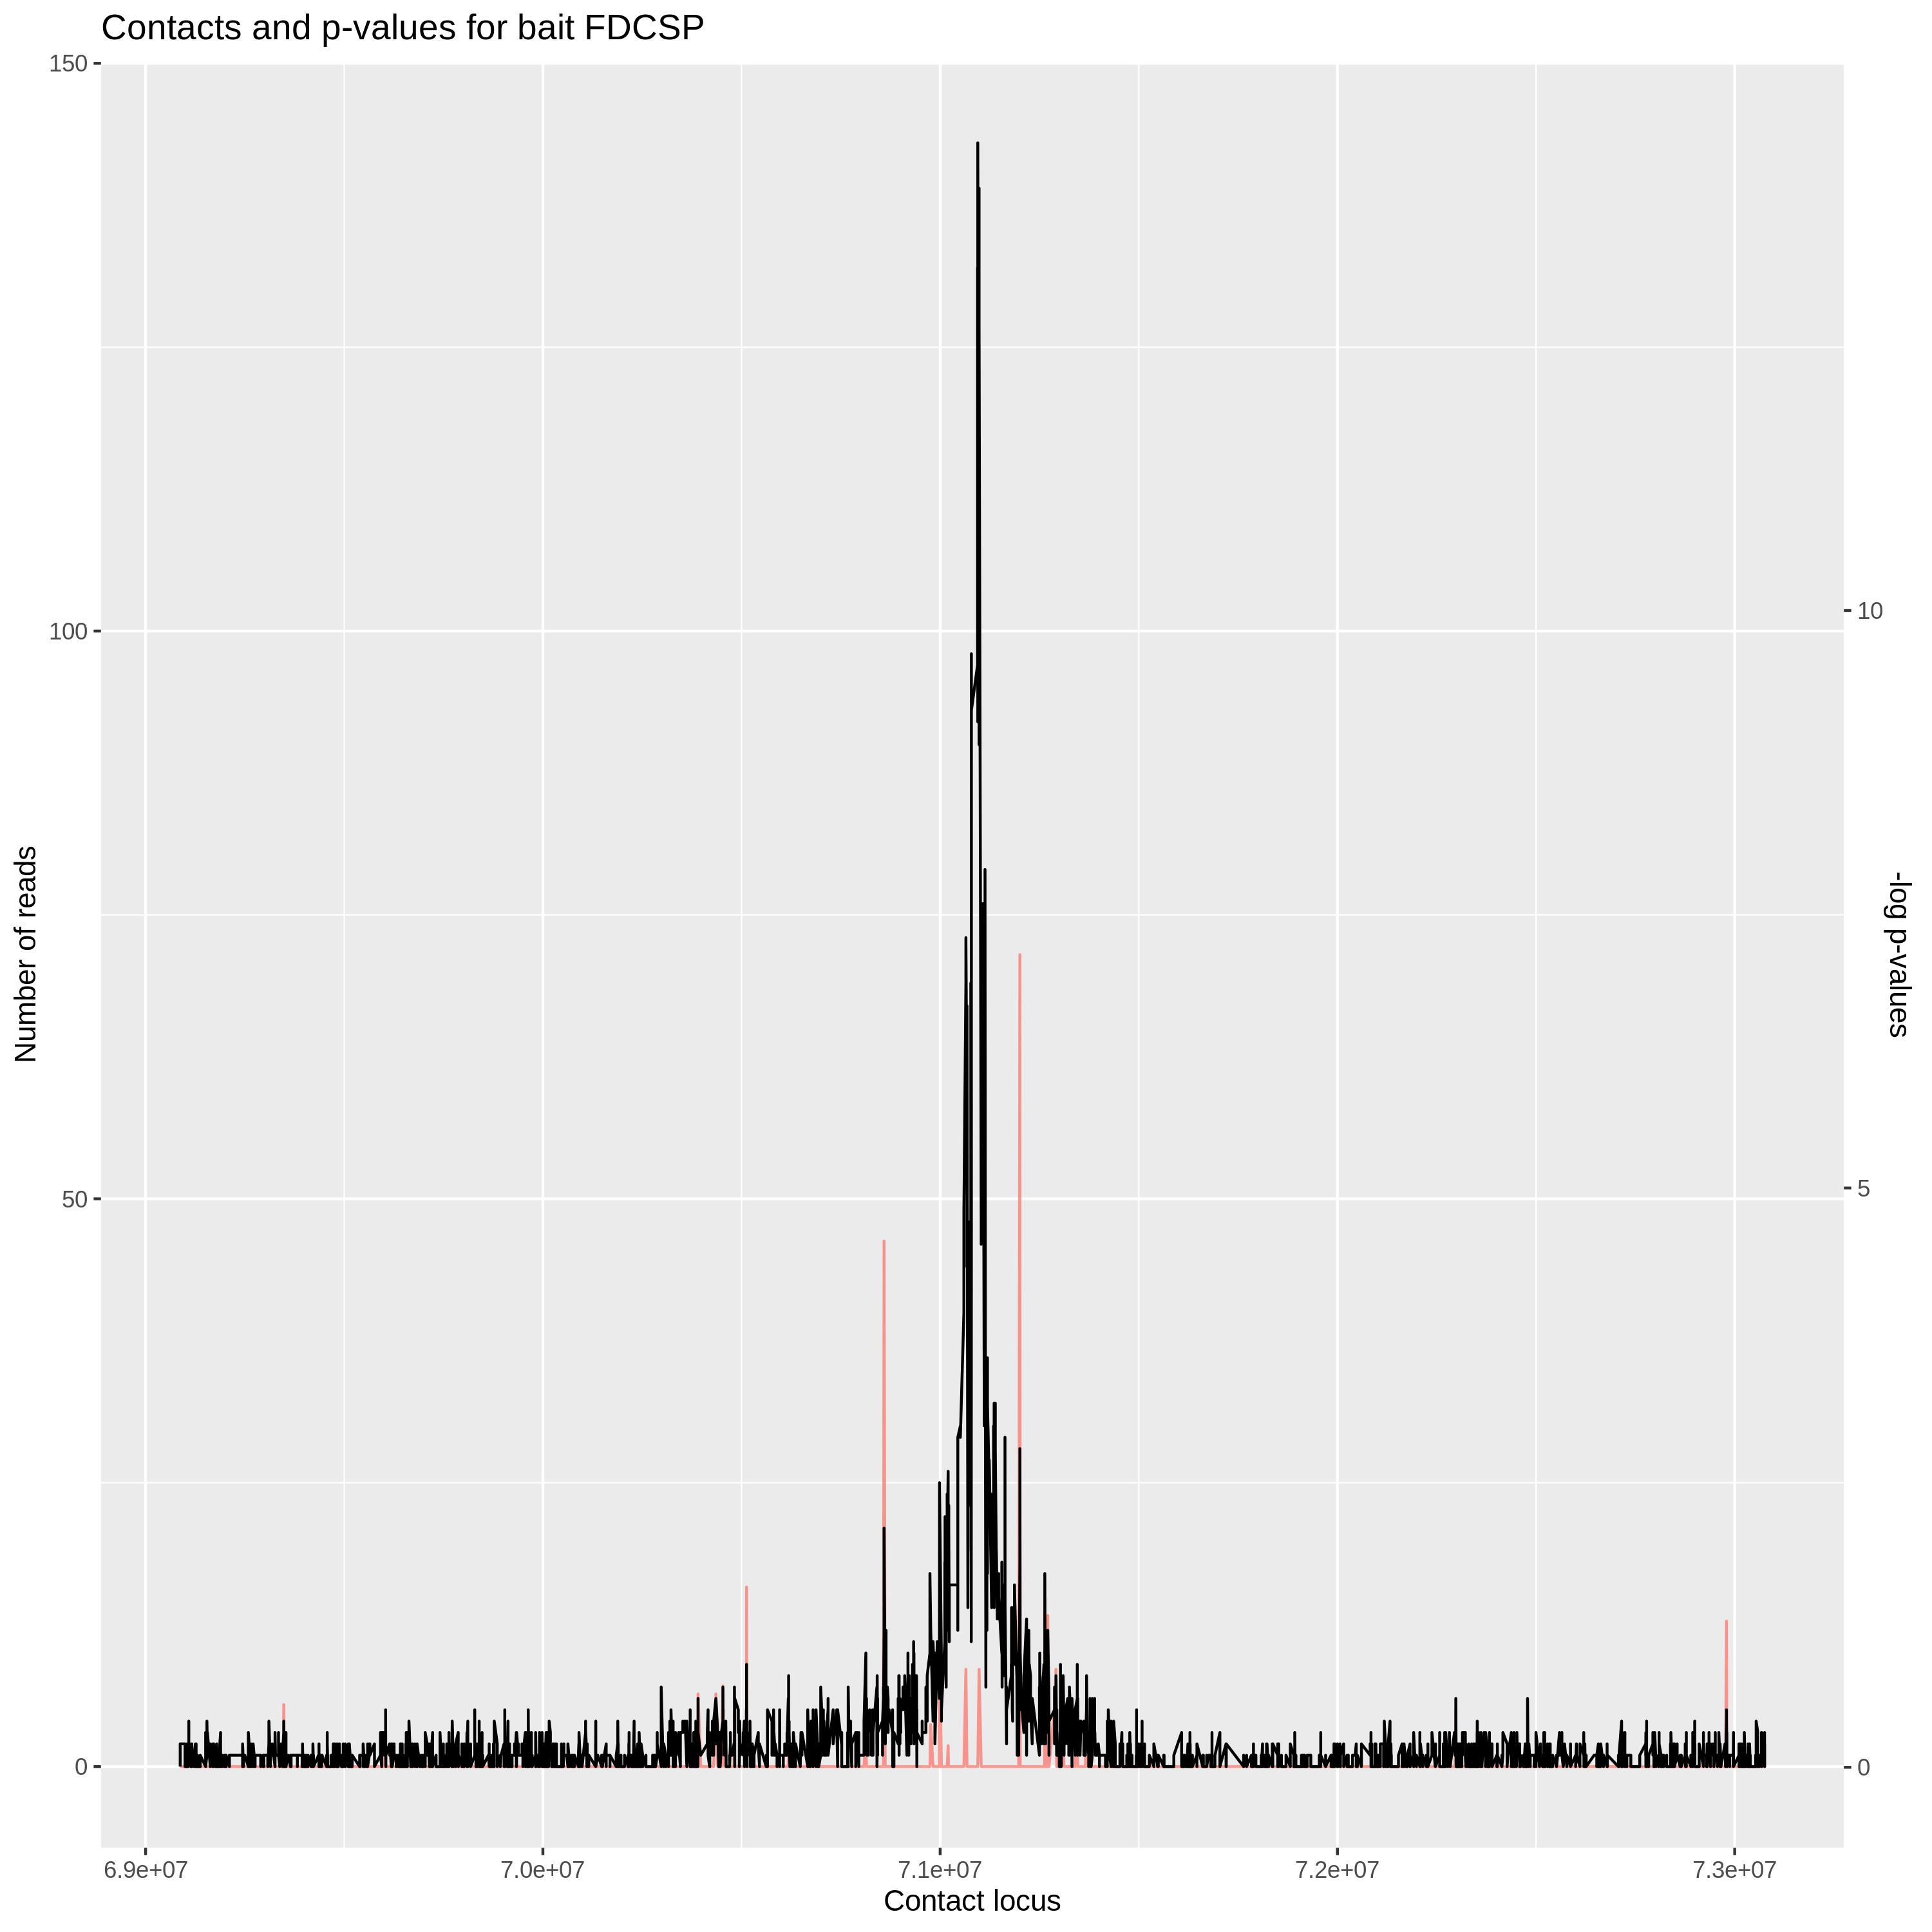 Contacts and p-values for bait FDCSP
150
100
50
0
Number of reads
10
5
0
-log p-values
6.9e+07
7.0e+07
7.1e+07
7.2e+07
7.3e+07
Contact locus